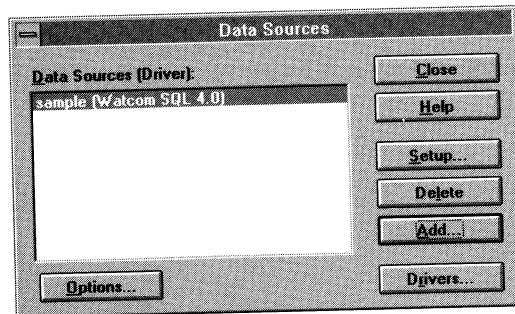 Data Sources
Data Sources (Driver):
sample (Watcom SQL 4.0)
Close
Help
Setup...
Delete
Add...
Options...
Drivers...